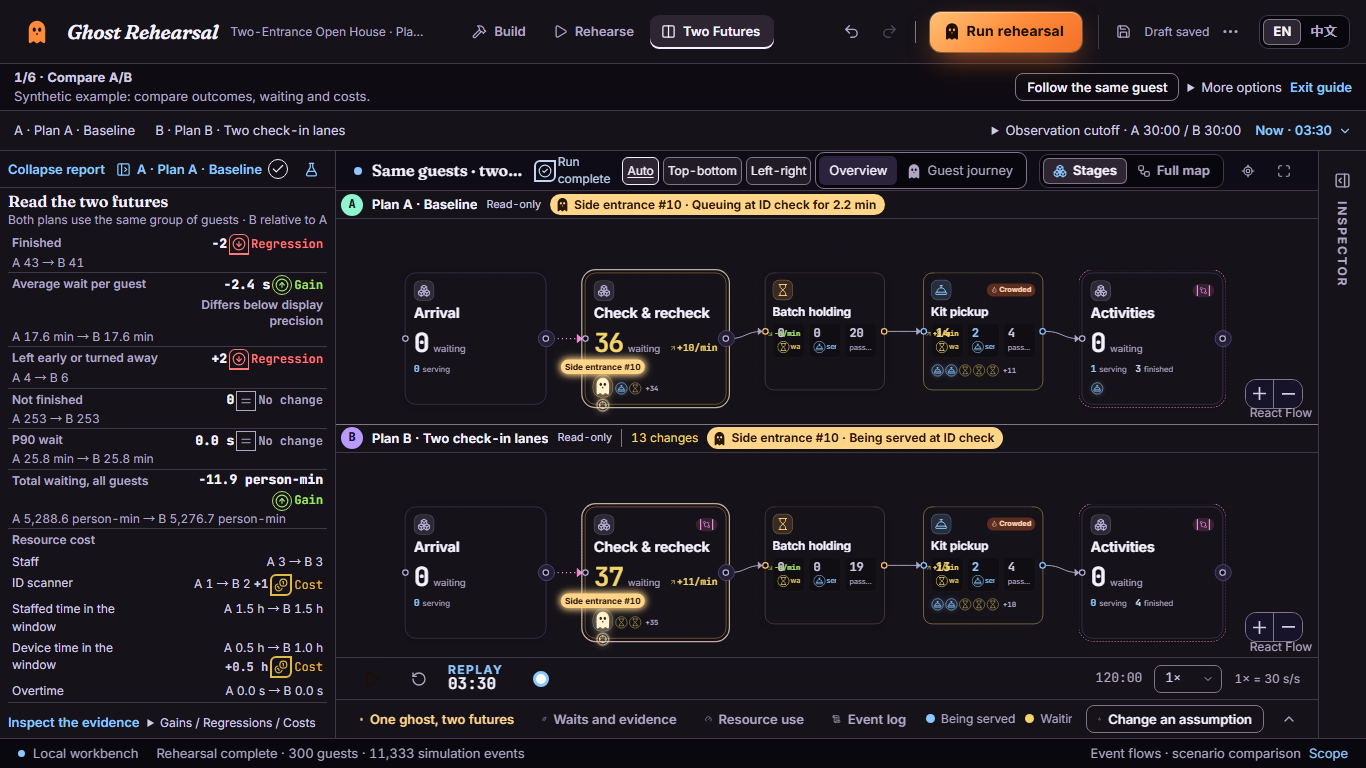 Ghost Rehearsal
Two-Entrance Open House · Pla...
Build
Rehearse
Two Futures
Run rehearsal
Draft saved
EN
中文
1/6 · Compare A/B
Synthetic example: compare outcomes, waiting and costs.
Follow the same guest
More options
Exit guide
A · Plan A · Baseline
B · Plan B · Two check-in lanes
Observation cutoff · A 30:00 / B 30:00
Now · 03:30
Collapse report
A · Plan A · Baseline
Read the two futures
Both plans use the same group of guests · B relative to A
Finished
-2 Regression
A 43 → B 41
Average wait per guest
-2.4 s Gain
Differs below display
precision
A 17.6 min → B 17.6 min
Left early or turned away
+2 Regression
A 4 → B 6
Not finished
0 No change
A 253 → B 253
P90 wait
0.0 s No change
A 25.8 min → B 25.8 min
Total waiting, all guests
-11.9 person-min
Gain
A 5,288.6 person-min → B 5,276.7 person-min
Resource cost
Staff
A 3 → B 3
ID scanner
A 1 → B 2 +1 Cost
Staffed time in the
window
A 1.5 h → B 1.5 h
Device time in the
window
A 0.5 h → B 1.0 h
+0.5 h Cost
Overtime
A 0.0 s → B 0.0 s
Inspect the evidence
Gains / Regressions / Costs
Same guests · two...
Run
complete
Auto
Top-bottom
Left-right
Overview
Guest journey
Stages
Full map
INSPECTOR
A
Plan A · Baseline
Read-only
Side entrance #10 · Queuing at ID check for 2.2 min
Arrival
0 waiting
0 serving
Check & recheck
36 waiting
+10/min
Side entrance #10
+34
Batch holding
0
20
wa
ser
pass...
Crowded
Kit pickup
14
2
4
wa
ser
pass...
+11
Activities
0 waiting
1 serving 3 finished
React Flow
B
Plan B · Two check-in lanes
Read-only
13 changes
Side entrance #10 · Being served at ID check
Arrival
0 waiting
0 serving
Check & recheck
37 waiting
+11/min
Side entrance #10
+35
Batch holding
0
19
wa
ser
pass...
Crowded
Kit pickup
13
2
4
wa
ser
pass...
+10
Activities
0 waiting
0 serving 4 finished
React Flow
REPLAY
03:30
120:00
1×
1× = 30 s/s
One ghost, two futures
Waits and evidence
Resource use
Event log
Being served
Waitir
Change an assumption
Local workbench
Rehearsal complete · 300 guests · 11,333 simulation events
Event flows · scenario comparison
Scope